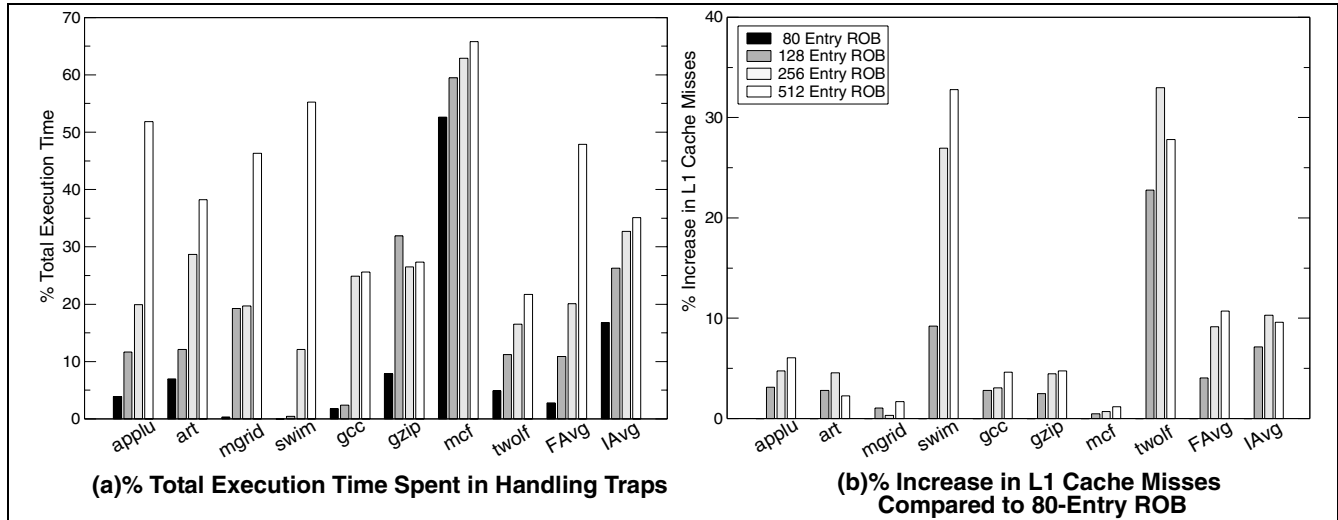 70
60
50
40
30
20
10
0
% Total Execution Time
applu
art
mgrid
swim
gcc
gzip
mcf
twolf
FAvg
IAvg
(a)% Total Execution Time Spent in Handling Traps
40
30
20
10
0
% Increase in L1 Cache Misses
80 Entry ROB
128 Entry ROB
256 Entry ROB
512 Entry ROB
applu
art
mgrid
swim
gcc
gzip
mcf
twolf
FAvg
IAvg
(b)% Increase in L1 Cache Misses
Compared to 80-Entry ROB